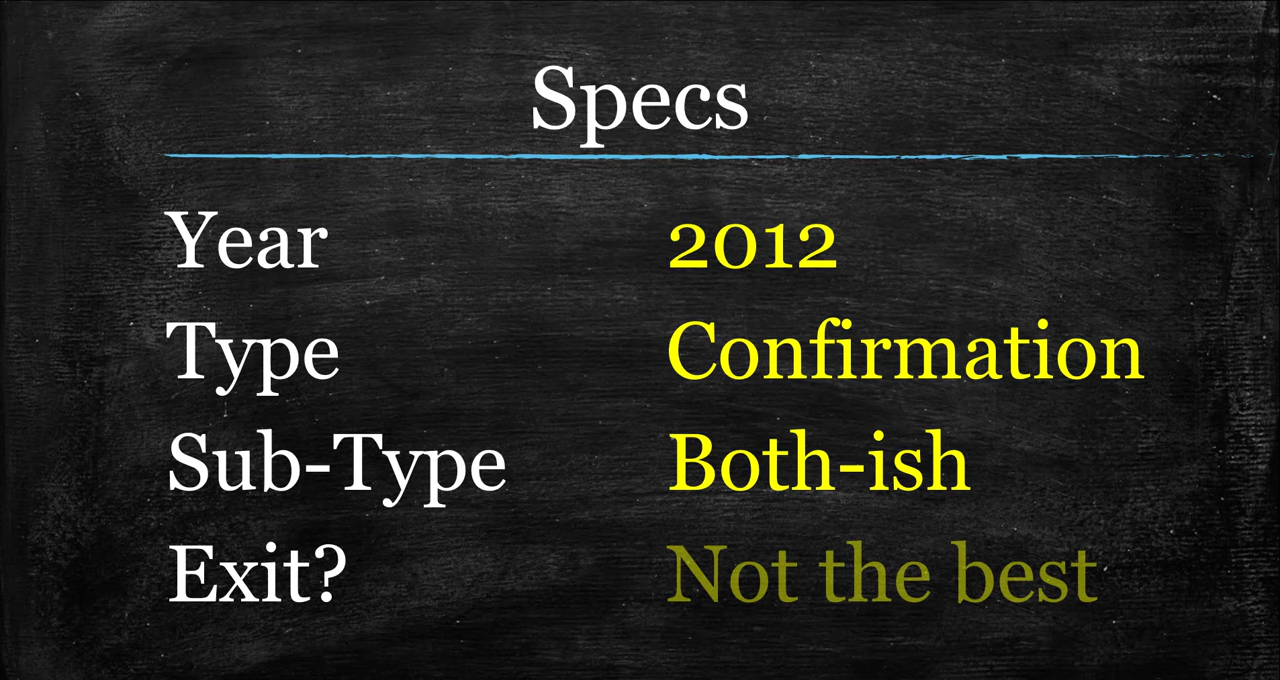 Specs
Year 2012
Type Confirmation
Sub-Type Both-ish
Exit? Not the best